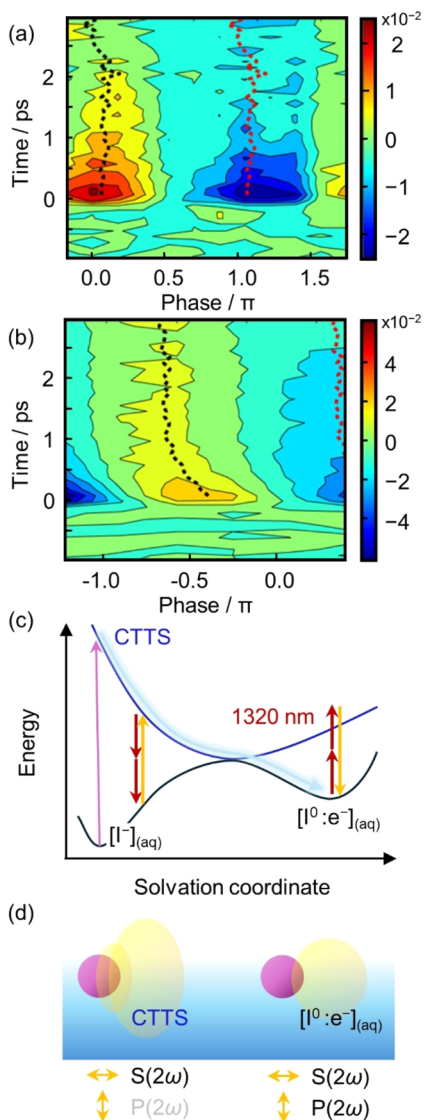 (a)
x10⁻²
Time / ps
2
1
0
0.0
0.5
1.0
1.5
Phase / π
2
1
0
−1
−2
(b)
x10⁻²
Time / ps
2
1
0
-1.0
-0.5
0.0
Phase / π
4
2
0
−2
−4
(c)
CTTS
1320 nm
Energy
[I⁻](aq)
[I⁰:e⁻](aq)
Solvation coordinate
(d)
CTTS
[I⁰:e⁻](aq)
S(2ω)
S(2ω)
P(2ω)
P(2ω)